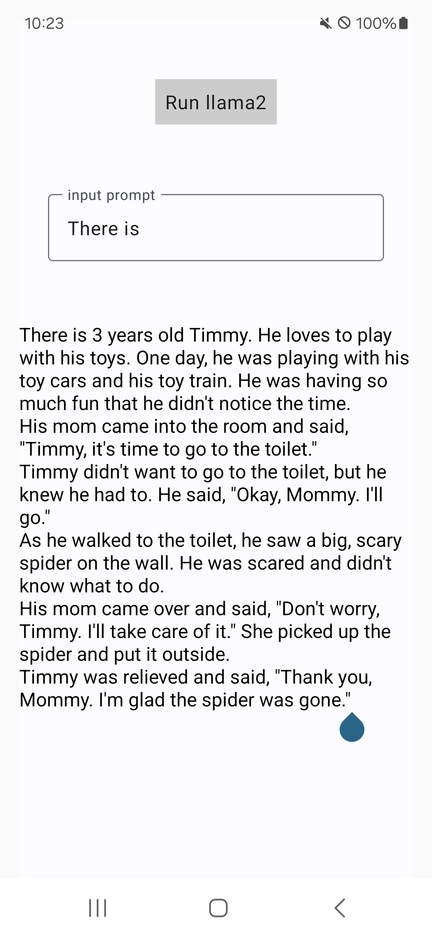 10:23
100%
Run llama2
input prompt
There is
There is 3 years old Timmy. He loves to play
with his toys. One day, he was playing with his
toy cars and his toy train. He was having so
much fun that he didn't notice the time.
His mom came into the room and said,
"Timmy, it's time to go to the toilet."
Timmy didn't want to go to the toilet, but he
knew he had to. He said, "Okay, Mommy. I'll
go."
As he walked to the toilet, he saw a big, scary
spider on the wall. He was scared and didn't
know what to do.
His mom came over and said, "Don't worry,
Timmy. I'll take care of it." She picked up the
spider and put it outside.
Timmy was relieved and said, "Thank you,
Mommy. I'm glad the spider was gone."